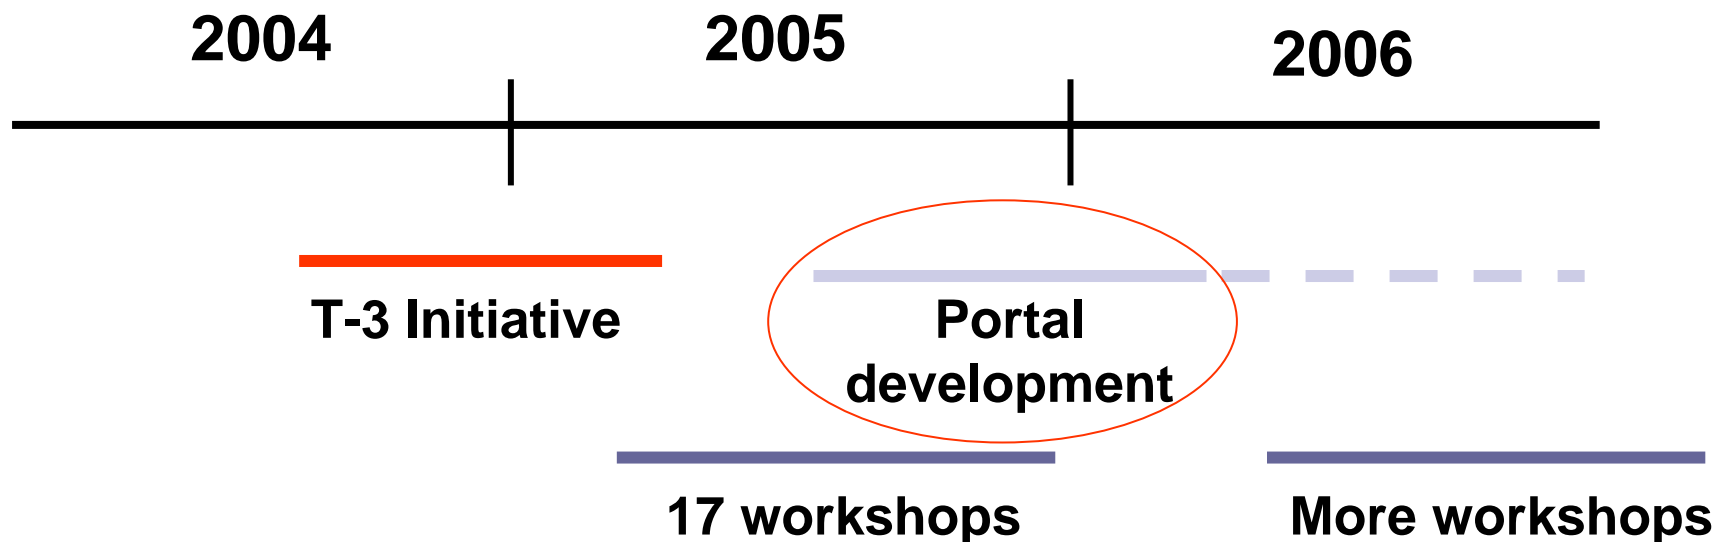 2004
2005
2006
T-3 Initiative
Portal
development
17 workshops
More workshops